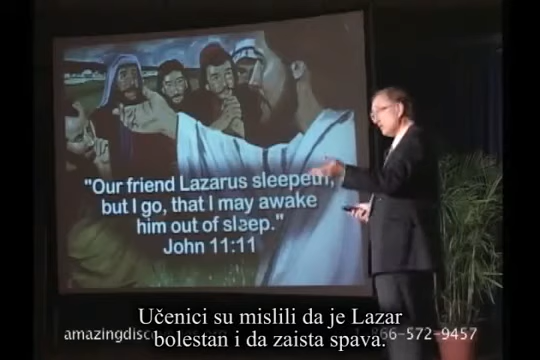 "Our friend Lazarus sleepeth,
but I go, that I may awake
him out of sleep."
John 11:11
Učenici su mislili da je Lazar
bolestan i da zaista spava.
1-866-572-9457